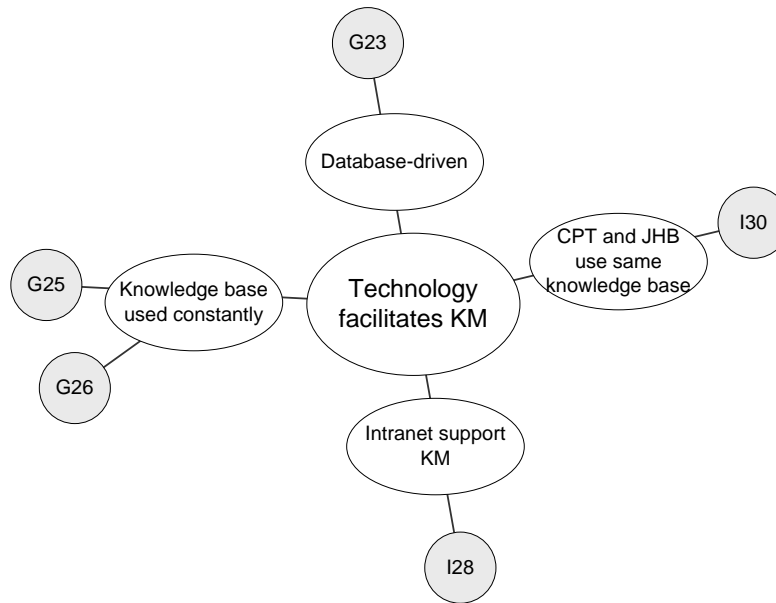 G23
Database-driven
CPT and JHB
use same
knowledge base
I30
Technology
facilitates KM
Knowledge base
used constantly
G25
G26
Intranet support
KM
I28